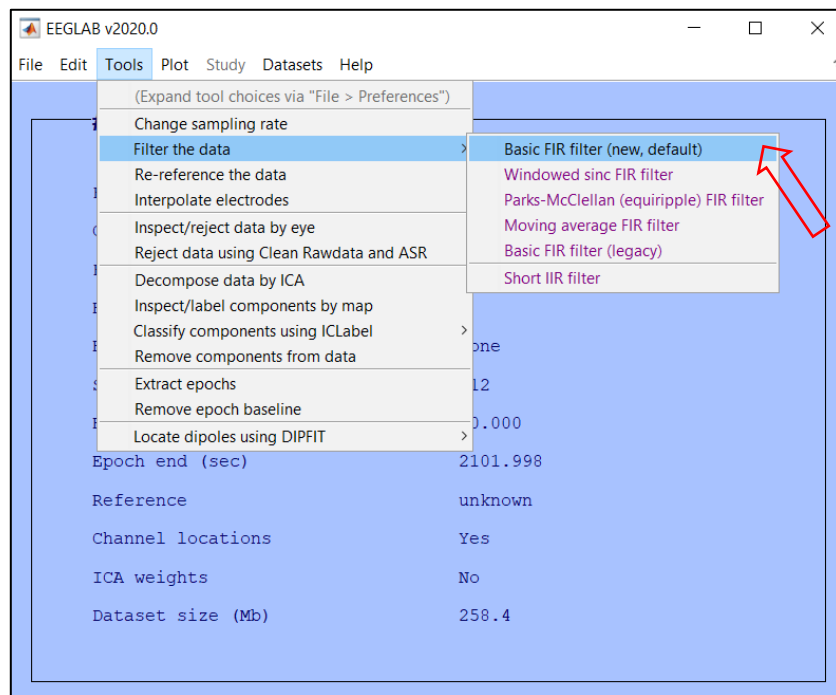 EEGLAB v2020.0
File Edit Tools Plot Study Datasets Help
(Expand tool choices via "File > Preferences")
Change sampling rate
Filter the data
Re-reference the data
Interpolate electrodes
Inspect/reject data by eye
Reject data using Clean Rawdata and ASR
Decompose data by ICA
Inspect/label components by map
Classify components using ICLabel
Remove components from data
Extract epochs
Remove epoch baseline
Locate dipoles using DIPFIT
Basic FIR filter (new, default)
Windowed sinc FIR filter
Parks-McClellan (equiripple) FIR filter
Moving average FIR filter
Basic FIR filter (legacy)
Short IIR filter
Epoch end (sec) 2101.998
Reference unknown
Channel locations Yes
ICA weights No
Dataset size (Mb) 258.4